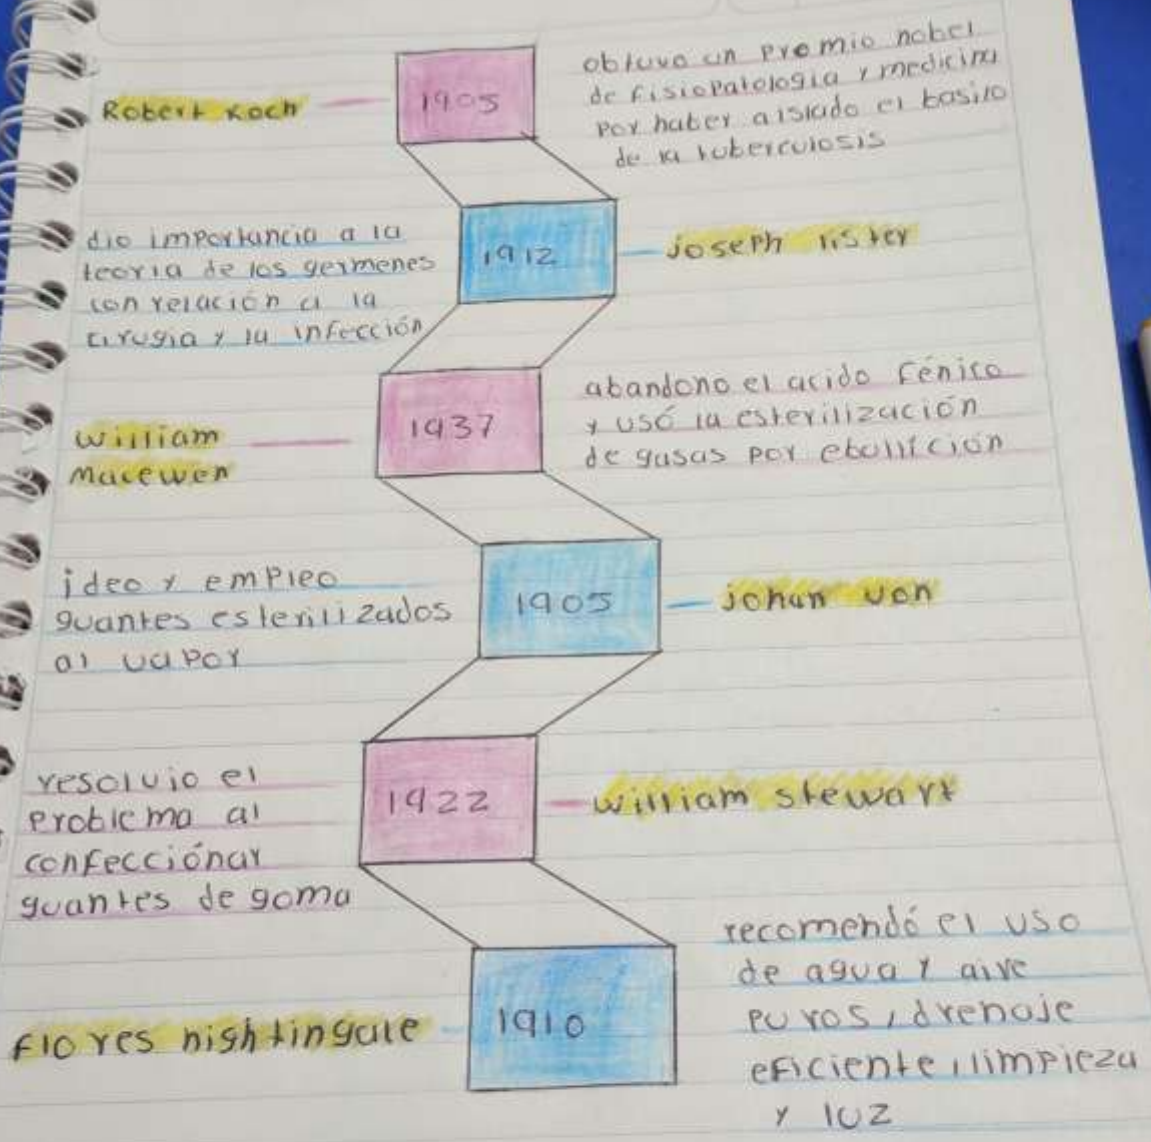 Robert Koch
1905
obtuvo un premio nobel
de fisiopatologia y medicina
por haber aislado el basilo
de la tuberculosis
dio importancia a la
teoria de los germenes
con relación a la
cirugia y la infección
1912
Joseph lister
William
Macewen
1937
abandono el acido fénico
y usó la esterilización
de gasas por ebullición
ideo y empleo
guantes esterilizados
al vapor
1905
Johan von
resolvio el
problema al
confecciónar
guantes de goma
1922
William stewart
flores nightingale
1910
recomendó el uso
de agua y aire
puros, drenaje
eficiente, limpieza
y luz